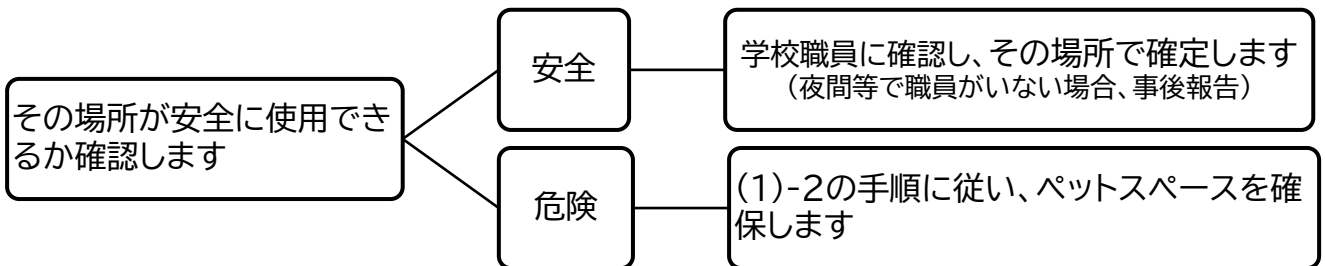 その場所が安全に使用でき
るか確認します
安全
学校職員に確認し、その場所で確定します
（夜間等で職員がいない場合、事後報告）
危険
（1）-2の手順に従い、ペットスペースを確
保します